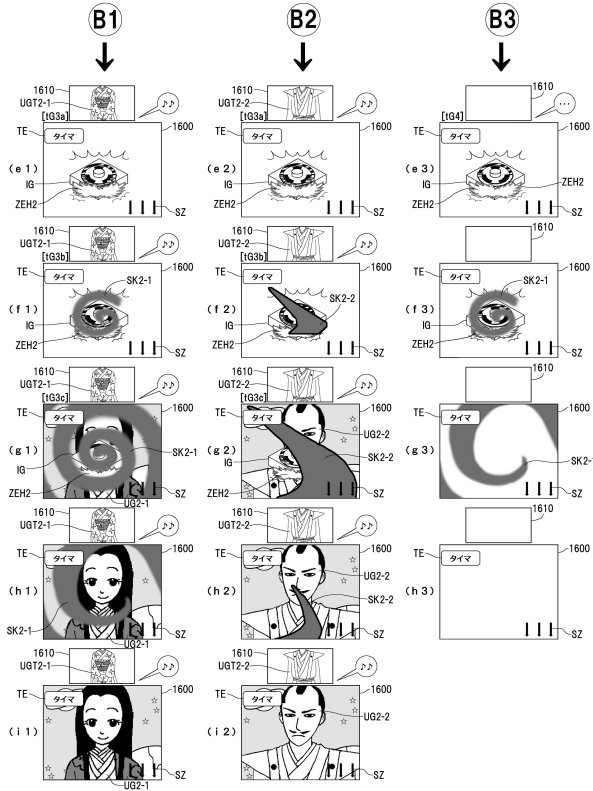 B1
B2
B3
1610
UGT2-1
[tG3a]
♪♪
TE
タイマ
1600
(e1)
IG
ZEH2
SZ
1610
UGT2-2
[tG3a]
♪♪
TE
タイマ
1600
(e2)
IG
ZEH2
SZ
1610
[tG4]
...
TE
タイマ
1600
(e3)
IG
ZEH2
ZEH2
SZ
1610
UGT2-1
[tG3b]
♪♪
TE
タイマ
1600
SK2-1
(f1)
IG
ZEH2
SZ
1610
UGT2-2
[tG3b]
♪♪
TE
タイマ
1600
SK2-2
(f2)
IG
ZEH2
SZ
1610
TE
タイマ
1600
SK2-1
(f3)
IG
ZEH2
SZ
1610
UGT2-1
[tG3c]
♪♪
TE
タイマ
1600
(g1)
SK2-1
IG
ZEH2
SZ
UG2-1
1610
UGT2-2
[tG3c]
♪♪
TE
タイマ
1600
UG2-2
(g2)
SK2-2
IG
ZEH2
SZ
1610
TE
タイマ
1600
(g3)
SK2-
SZ
1610
UGT2-1
♪♪
TE
タイマ
1600
(h1)
SK2-1
SZ
UG2-1
1610
UGT2-2
♪♪
TE
タイマ
1600
UG2-2
(h2)
SK2-2
SZ
1610
TE
タイマ
1600
(h3)
SZ
1610
UGT2-1
♪♪
TE
タイマ
1600
(i1)
SZ
UG2-1
1610
UGT2-2
♪♪
TE
タイマ
1600
UG2-2
(i2)
SZ